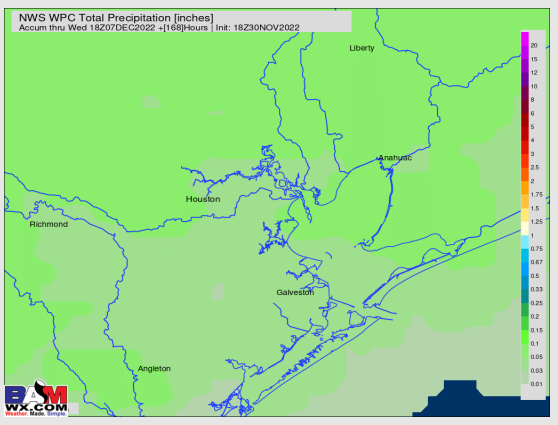 NWS WPC Total Precipitation [inches]
Accum thru Wed 18Z07DEC2022 +[168]Hours | Init: 18Z30NOV2022
Liberty
Anahuac
Houston
Richmond
Galveston
Angleton
20
15
12
10
8
6
5
4
3
2.5
2
1.75
1.5
1.25
1
0.75
0.67
0.5
0.33
0.25
0.2
0.15
0.1
0.05
0.03
0.01
BAM
WX.COM
Weather. Made. Simple.